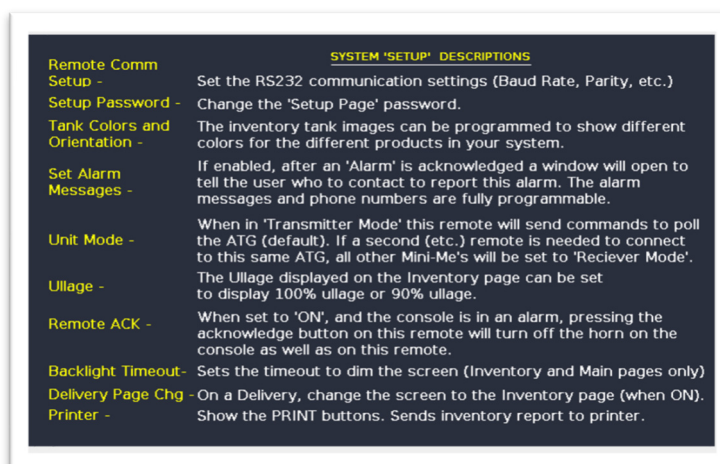 SYSTEM 'SETUP' DESCRIPTIONS
Remote Comm
Setup - Set the RS232 communication settings (Baud Rate, Parity, etc.)
Setup Password - Change the 'Setup Page' password.
Tank Colors and
Orientation -
The inventory tank images can be programmed to show different
colors for the different products in your system.
Set Alarm
Messages -
If enabled, after an 'Alarm' is acknowledged a window will open to
tell the user who to contact to report this alarm. The alarm
messages and phone numbers are fully programmable.
Unit Mode -
When in 'Transmitter Mode' this remote will send commands to poll
the ATG (default). If a second (etc.) remote is needed to connect
to this same ATG, all other Mini-Me's will be set to 'Reciever Mode'.
Ullage -
The Ullage displayed on the Inventory page can be set
to display 100% ullage or 90% ullage.
Remote ACK -
When set to 'ON', and the console is in an alarm, pressing the
acknowledge button on this remote will turn off the horn on the
console as well as on this remote.
Backlight Timeout- Sets the timeout to dim the screen (Inventory and Main pages only)
Delivery Page Chg - On a Delivery, change the screen to the Inventory page (when ON).
Printer - Show the PRINT buttons. Sends inventory report to printer.